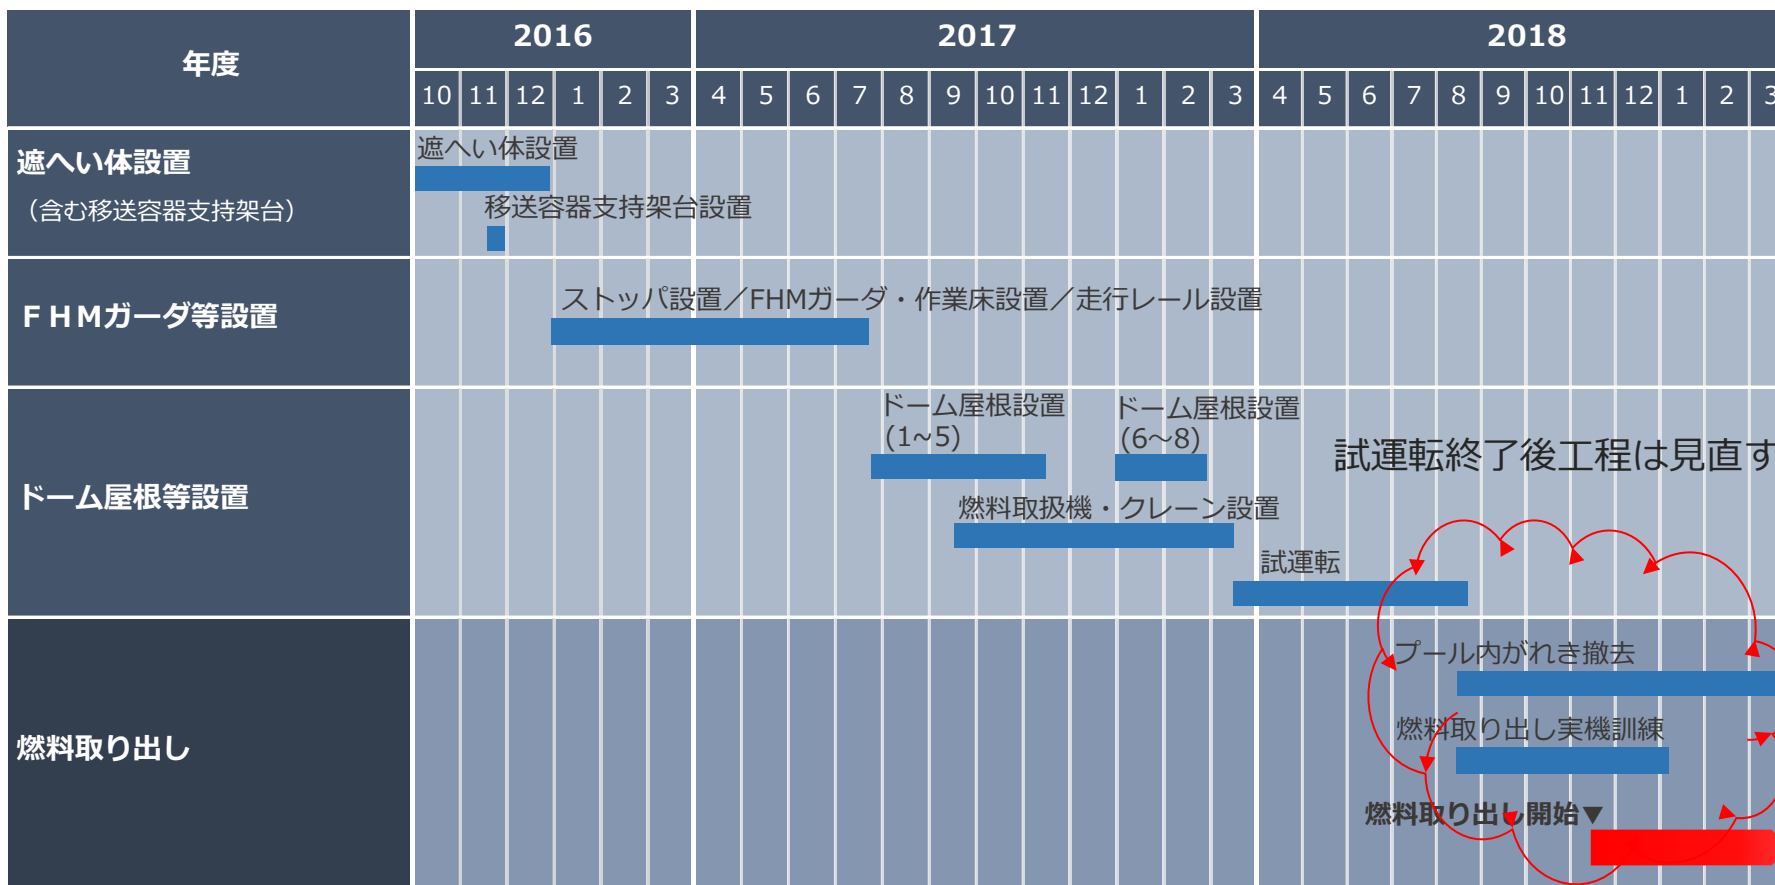 年度
2016 2017 2018
10 11 12 1 2 3 4 5 6 7 8 9 10 11 12 1 2 3 4 5 6 7 8 9 10 11 12 1 2 3
遮へい体設置
（含む移送容器支持架台）
遮へい体設置
移送容器支持架台設置
ＦＨＭガーダ等設置
ストッパ設置／FHMガーダ・作業床設置／走行レール設置
ドーム屋根等設置
ドーム屋根設置
(1~5)
ドーム屋根設置
(6～8)
燃料取扱機・クレーン設置
試運転
試運転終了後工程は見直す
燃料取り出し
プール内がれき撤去
燃料取り出し実機訓練
燃料取り出し開始▼